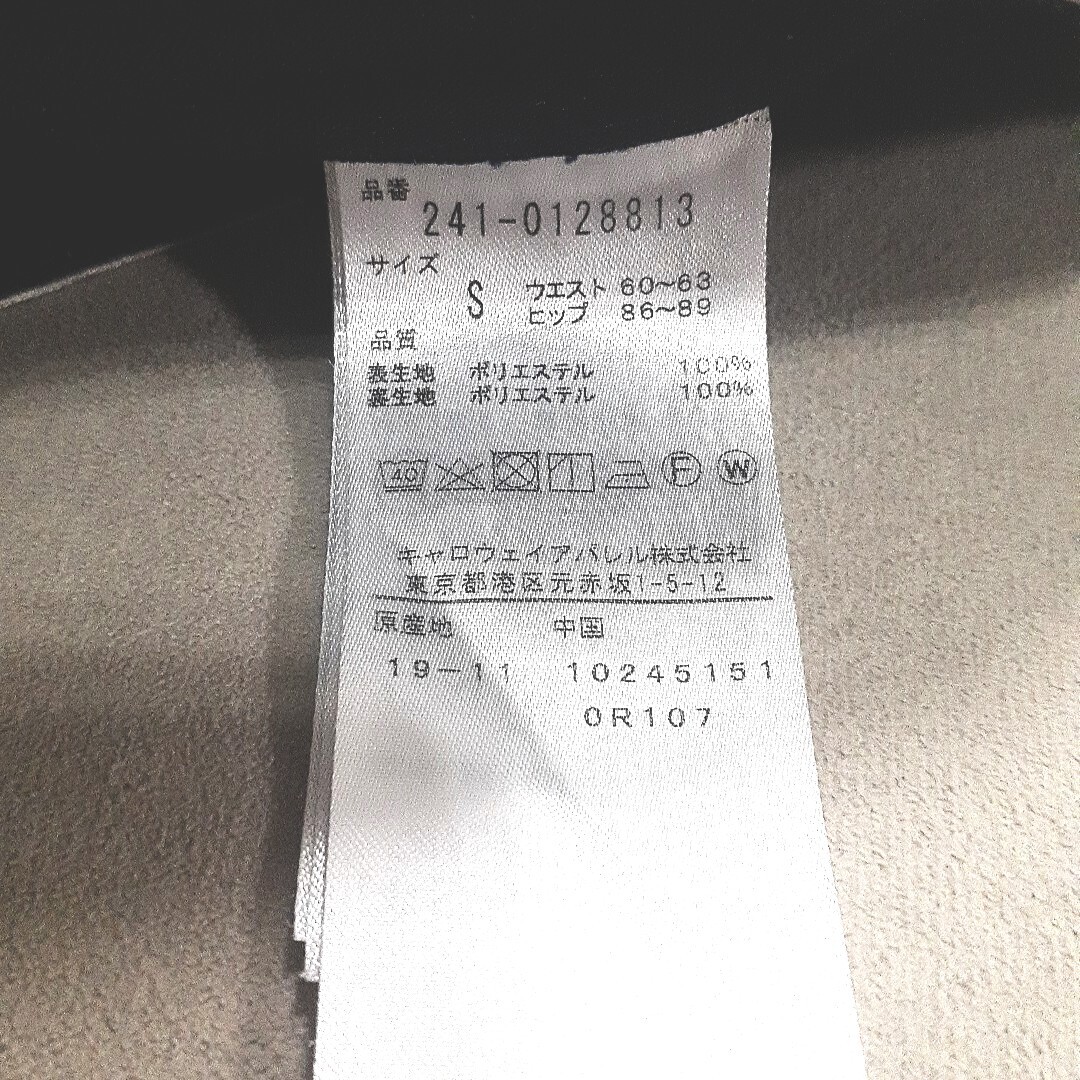 品番
241-0128813
サイズ
S ウエスト 60〜63
ヒップ 86〜89
品質
表生地 ポリエステル 100%
裏生地 ポリエステル 100%
40 F W
キャロウェイアパレル株式会社
東京都港区元赤坂1-5-12
原産地 中国
19-11 10245151
0R107